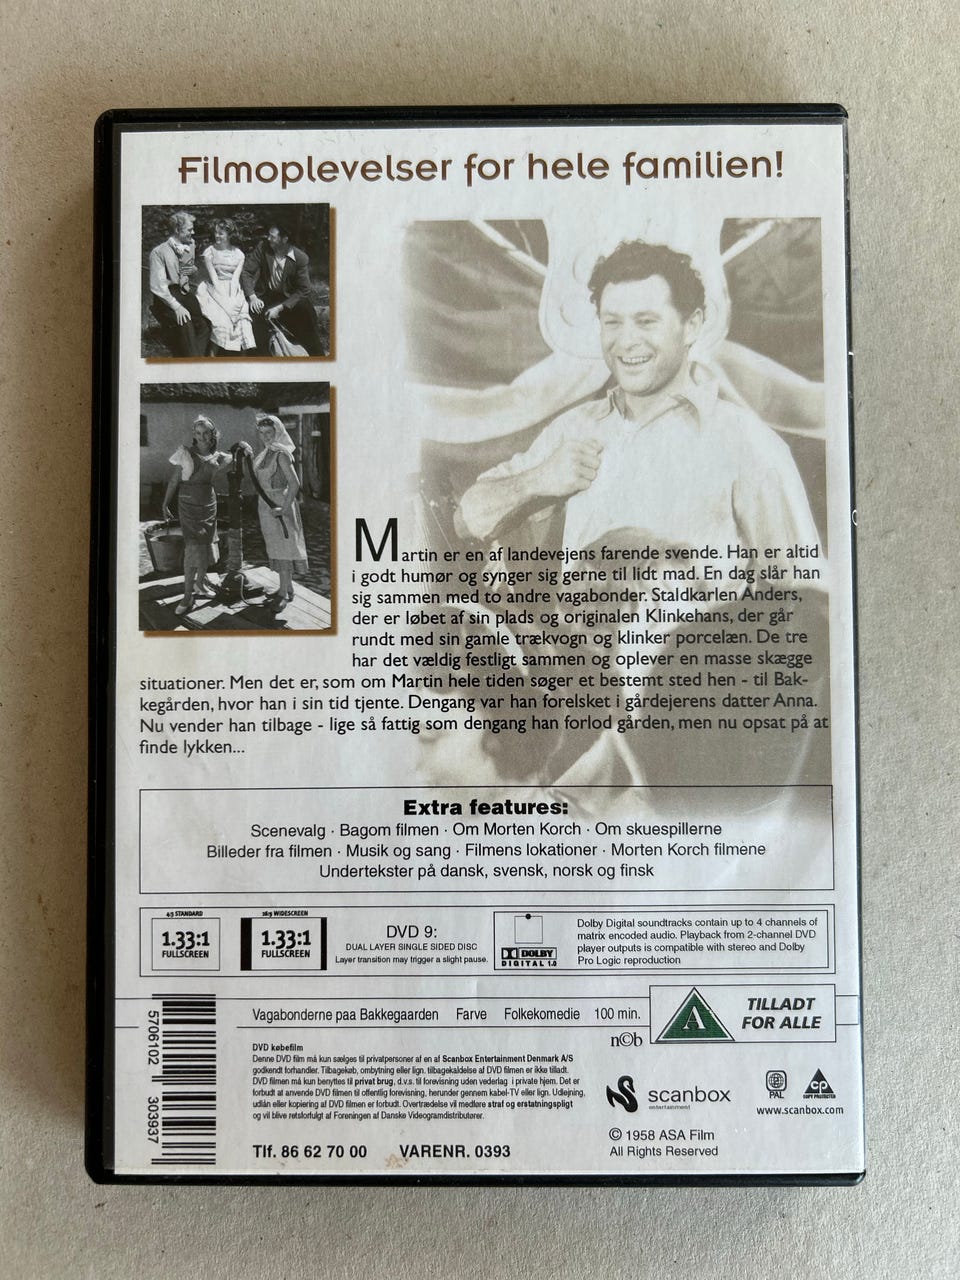 Filmoplevelser for hele familien!
Martin er en af landevejens farende svende. Han er altid
i godt humør og synger sig gerne til lidt mad. En dag slår han
sig sammen med to andre vagabonder. Staldkarlen Anders,
der er løbet af sin plads og originalen Klinkehans, der går
rundt med sin gamle trækvogn og klinker porcelæn. De tre
har det vældig festligt sammen og oplever en masse skægge
situationer. Men det er, som om Martin hele tiden søger et bestemt sted hen - til Bak-
kegården, hvor han i sin tid tjente. Dengang var han forelsket i gårdejerens datter Anna.
Nu vender han tilbage - lige så fattig som dengang han forlod gården, men nu opsat på at
finde lykken...
Extra features:
Scenevalg · Bagom filmen · Om Morten Korch · Om skuespillerne
Billeder fra filmen · Musik og sang · Filmens lokationer · Morten Korch filmene
Undertekster på dansk, svensk, norsk og finsk
4:3 STANDARD
1.33:1
FULLSCREEN
16:9 WIDESCREEN
1.33:1
FULLSCREEN
DVD 9:
DUAL LAYER SINGLE SIDED DISC
Layer transition may trigger a slight pause.
DOLBY
DIGITAL 1.0
Dolby Digital soundtracks contain up to 4 channels of
matrix encoded audio. Playback from 2-channel DVD
player outputs is compatible with stereo and Dolby
Pro Logic reproduction
5706102 303937
Vagabonderne paa Bakkegaarden Farve Folkekomedie 100 min.
A
TILLADT
FOR ALLE
n©b
DVD købefilm
Denne DVD film må kun sælges til privatpersoner af en af Scanbox Entertainment Denmark A/S
godkendt forhandler. Tilbagekøb, ombytning eller lign. tilbagekaldelse af DVD filmen er ikke tilladt.
DVD filmen må kun benyttes til privat brug, d.v.s. til forevisning uden vederlag i private hjem. Det er
forbudt at anvende DVD filmen til offentlig forevisning, herunder gennem kabel-TV eller lign. Udlejning,
udlån eller kopiering af DVD filmen er forbudt. Overtrædelse vil medføre straf og erstatningspligt
og vil blive retsforfulgt af Foreningen af Danske Videogramdistributører.
scanbox
entertainment
PAL
CP
COPY PROTECTED
www.scanbox.com
Tlf. 86 62 70 00 VARENR. 0393
© 1958 ASA Film
All Rights Reserved